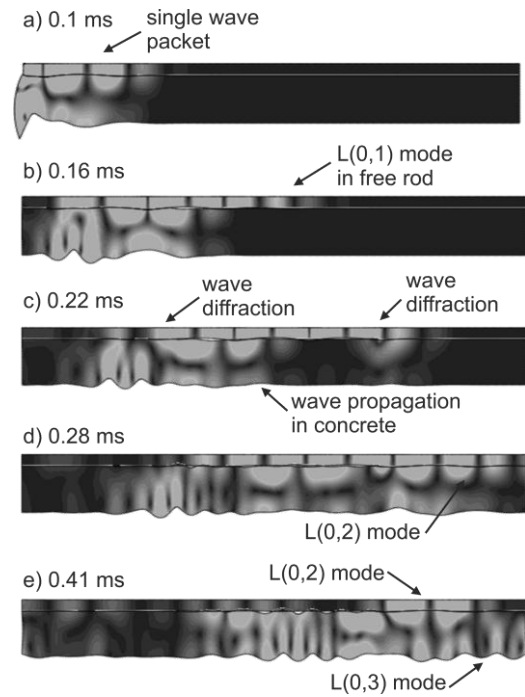 a) 0.1 ms
single wave
packet
b) 0.16 ms
L(0,1) mode
in free rod
c) 0.22 ms
wave
diffraction
wave
diffraction
wave propagation
in concrete
d) 0.28 ms
L(0,2) mode
e) 0.41 ms
L(0,2) mode
L(0,3) mode